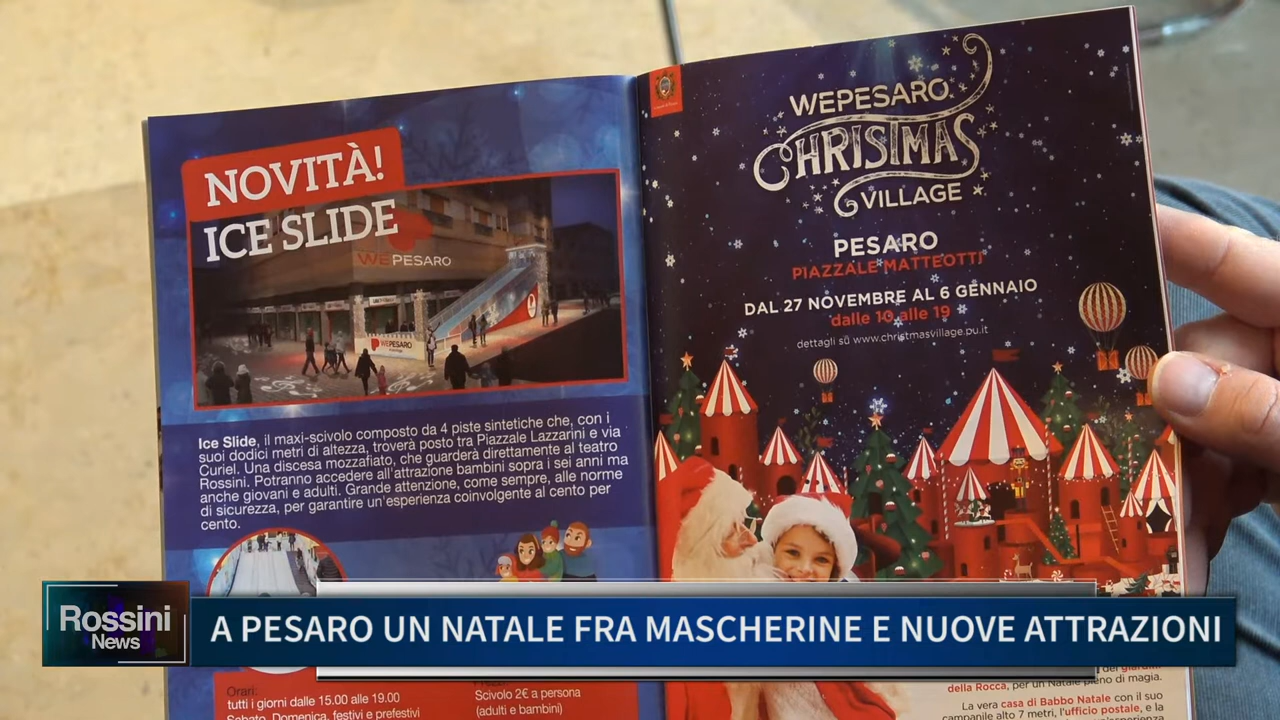 NOVITÀ!
ICE SLIDE
WEPESARO
WEPESARO
Ice Slide, il maxi-scivolo composto da 4 piste sintetiche che, con i
suoi dodici metri di altezza, troverà posto tra Piazzale Lazzarini e via
Curiel. Una discesa mozzafiato, che guarderà direttamente al teatro
Rossini. Potranno accedere all'attrazione bambini sopra i sei anni ma
anche giovani e adulti. Grande attenzione, come sempre, alle norme
di sicurezza, per garantire un'esperienza coinvolgente al cento per
cento.
Orari:
tutti i giorni dalle 15.00 alle 19.00
Sabato, Domenica, festivi e prefestivi
Scivolo 2€ a persona
(adulti e bambini)
WEPESARO
CHRISTMAS
VILLAGE
PESARO
PIAZZALE MATTEOTTI
DAL 27 NOVEMBRE AL 6 GENNAIO
dalle 10 alle 19
dettagli su www.christmasvillage.pu.it
della Rocca, per un Natale pieno di magia.
La vera casa di Babbo Natale con il suo
campanile alto 7 metri, l'ufficio postale, e la
Rossini
News
A PESARO UN NATALE FRA MASCHERINE E NUOVE ATTRAZIONI